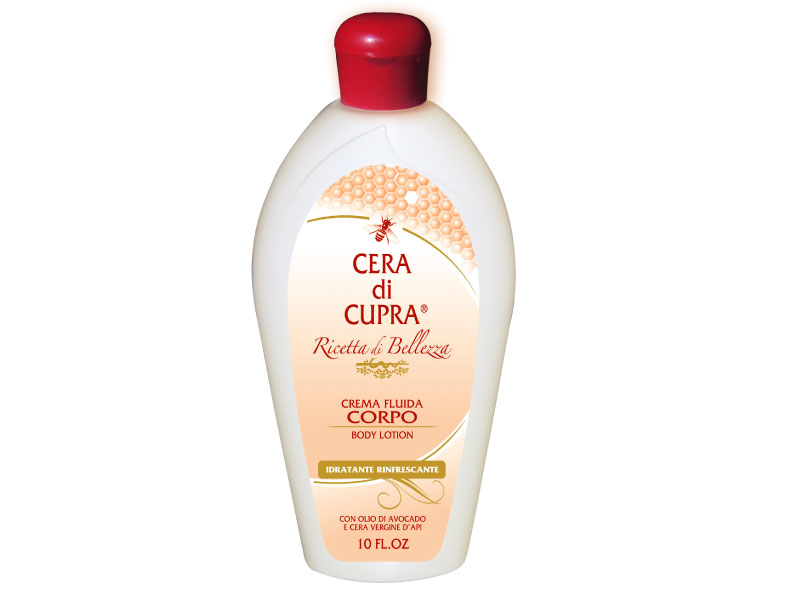 CERA
di
CUPRA®
Ricetta di Bellezza
CREMA FLUIDA
CORPO
BODY LOTION
IDRATANTE RINFRESCANTE
CON OLIO DI AVOCADO
E CERA VERGINE D'API
10 FL.OZ